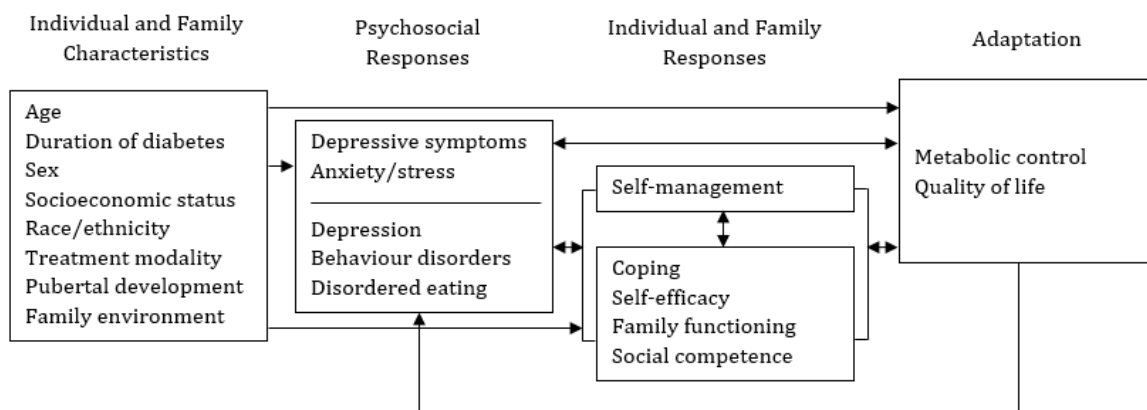 Individual and Family
Characteristics
Psychosocial
Responses
Individual and Family
Responses
Adaptation
Age
Duration of diabetes
Sex
Socioeconomic status
Race/ethnicity
Treatment modality
Pubertal development
Family environment
Depressive symptoms
Anxiety/stress
Depression
Behaviour disorders
Disordered eating
Self-management
Coping
Self-efficacy
Family functioning
Social competence
Metabolic control
Quality of life